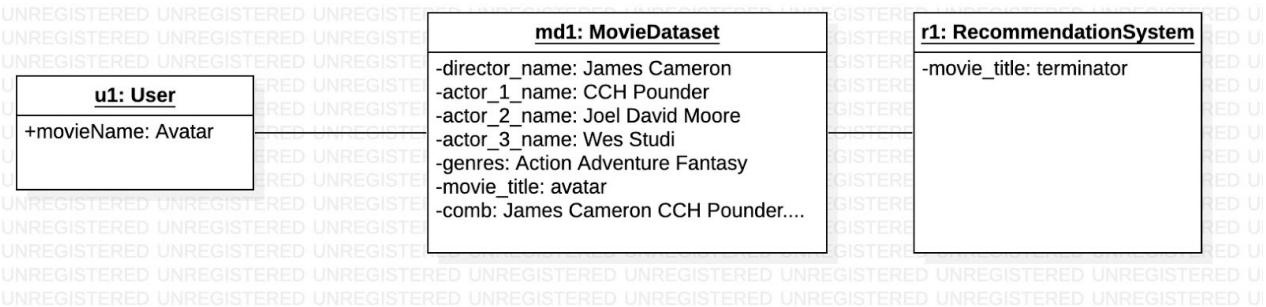 u1: User
+movieName: Avatar
md1: MovieDataset
-director_name: James Cameron
-actor_1_name: CCH Pounder
-actor_2_name: Joel David Moore
-actor_3_name: Wes Studi
-genres: Action Adventure Fantasy
-movie_title: avatar
-comb: James Cameron CCH Pounder....
r1: RecommendationSystem
-movie_title: terminator
UNREGISTERED